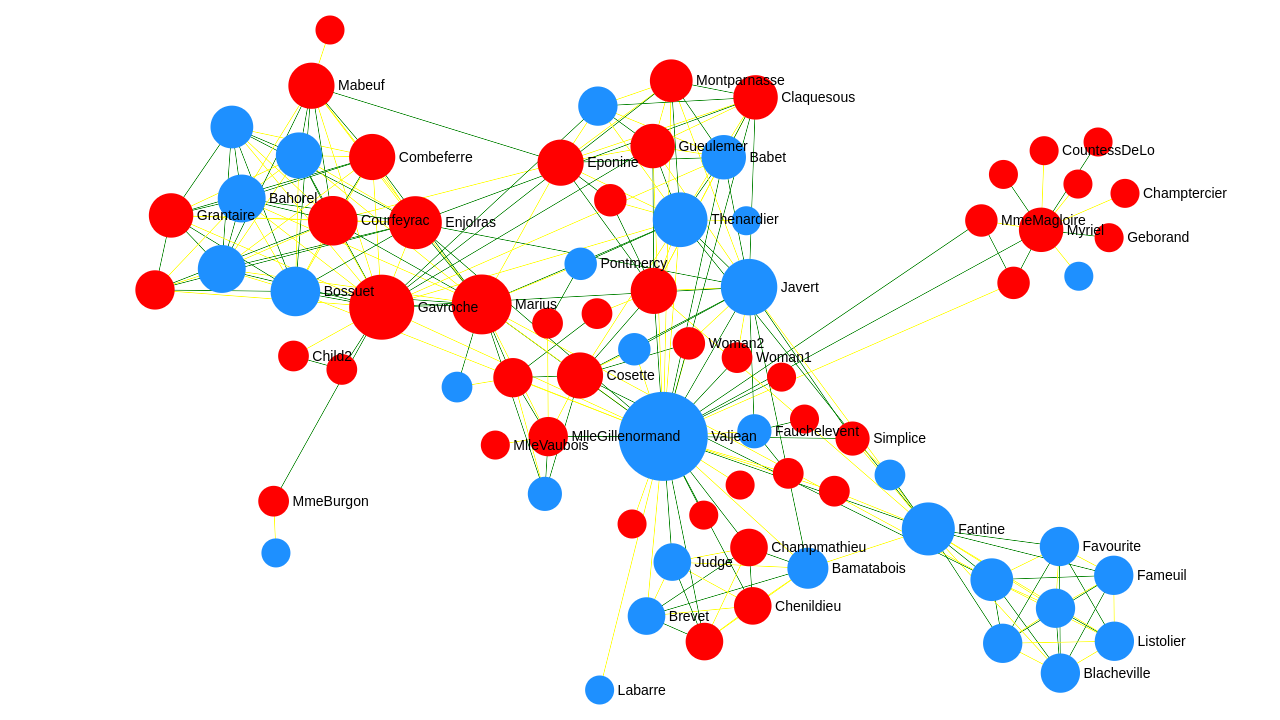 Mabeuf
Montparnasse
Claquesous
CountessDeLo
Gueulemer
Combeferre
Eponine
Babet
Champtercier
Bahorel
Grantaire
Courfeyrac
Enjolras
Thenardier
MmeMagloire
Myriel
Geborand
Pontmercy
Javert
Bossuet
Gavroche
Marius
Woman2
Child2
Woman1
Cosette
MlleGillenormand
Valjean
Fauchelevent
Simplice
MlleVaubois
MmeBurgon
Fantine
Champmathieu
Favourite
Judge
Bamatabois
Fameuil
Chenildieu
Brevet
Listolier
Blacheville
Labarre